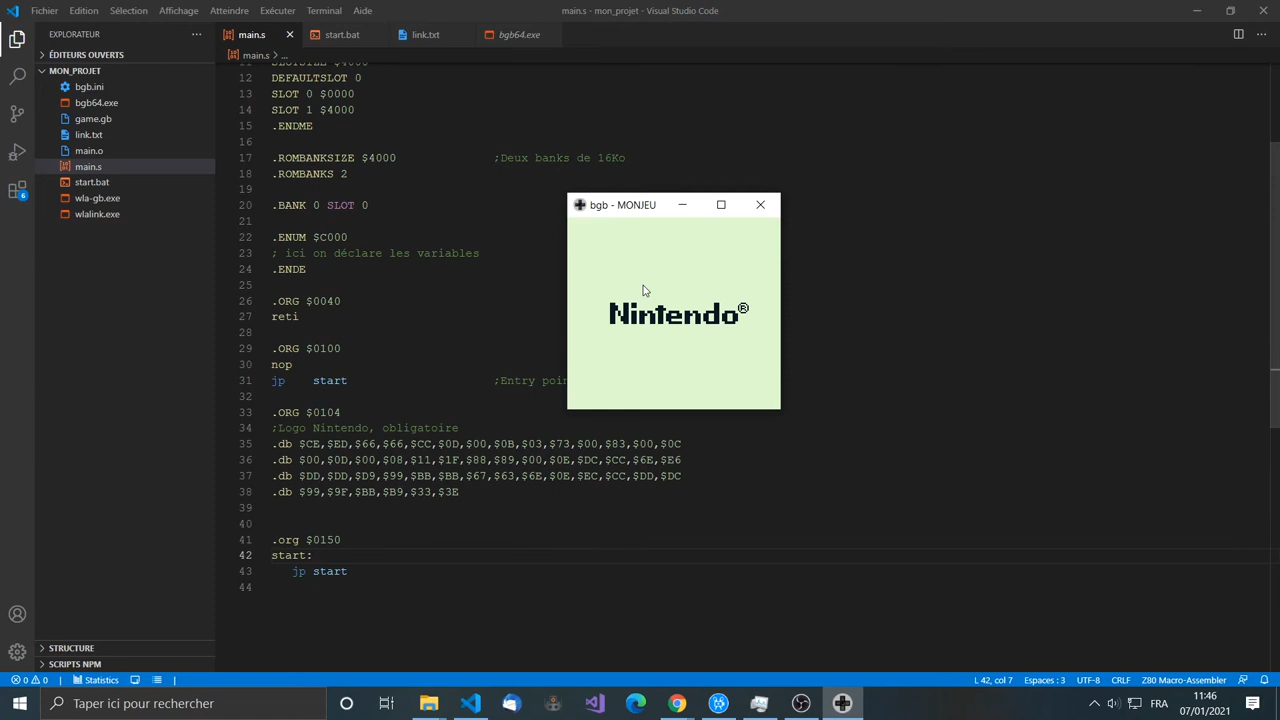 Fichier Edition Sélection Affichage Atteindre Exécuter Terminal Aide main.s - mon_projet - Visual Studio Code
EXPLORATEUR ··· main.s start.bat link.txt bgb64.exe
ÉDITEURS OUVERTS main.s > ...
MON_PROJET
bgb.ini
bgb64.exe
game.gb
link.txt
main.o
main.s
start.bat
wla-gb.exe
wlalink.exe
11 SLOTSIZE $4000
12 DEFAULTSLOT 0
13 SLOT 0 $0000
14 SLOT 1 $4000
15 .ENDME
16
17 .ROMBANKSIZE $4000 ;Deux banks de 16Ko
18 .ROMBANKS 2
19
20 .BANK 0 SLOT 0
21
22 .ENUM $C000
23 ; ici on déclare les variables
24 .ENDE
25
26 .ORG $0040
27 reti
28
29 .ORG $0100
30 nop
31 jp start ;Entry poin
32
33 .ORG $0104
34 ;Logo Nintendo, obligatoire
35 .db $CE,$ED,$66,$66,$CC,$0D,$00,$0B,$03,$73,$00,$83,$00,$0C
36 .db $00,$0D,$00,$08,$11,$1F,$88,$89,$00,$0E,$DC,$CC,$6E,$E6
37 .db $DD,$DD,$D9,$99,$BB,$BB,$67,$63,$6E,$0E,$EC,$CC,$DD,$DC
38 .db $99,$9F,$BB,$B9,$33,$3E
39
40
41 .org $0150
42 start:
43 jp start
44
bgb - MONJEU
Nintendo®
STRUCTURE
SCRIPTS NPM
6
0 0 Statistics L 42, col 7 Espaces : 3 UTF-8 CRLF Z80 Macro-Assembler
Taper ici pour rechercher FRA 11:46
07/01/2021